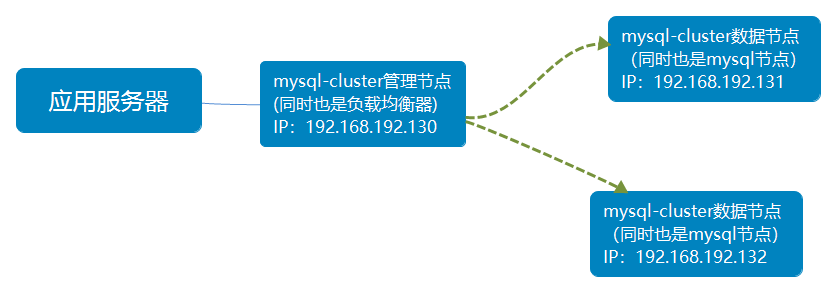 应用服务器
mysql-cluster管理节点
(同时也是负载均衡器)
IP：192.168.192.130
mysql-cluster数据节点
（同时也是mysql节点）
IP：192.168.192.131
mysql-cluster数据节点
（同时也是mysql节点）
IP：192.168.192.132